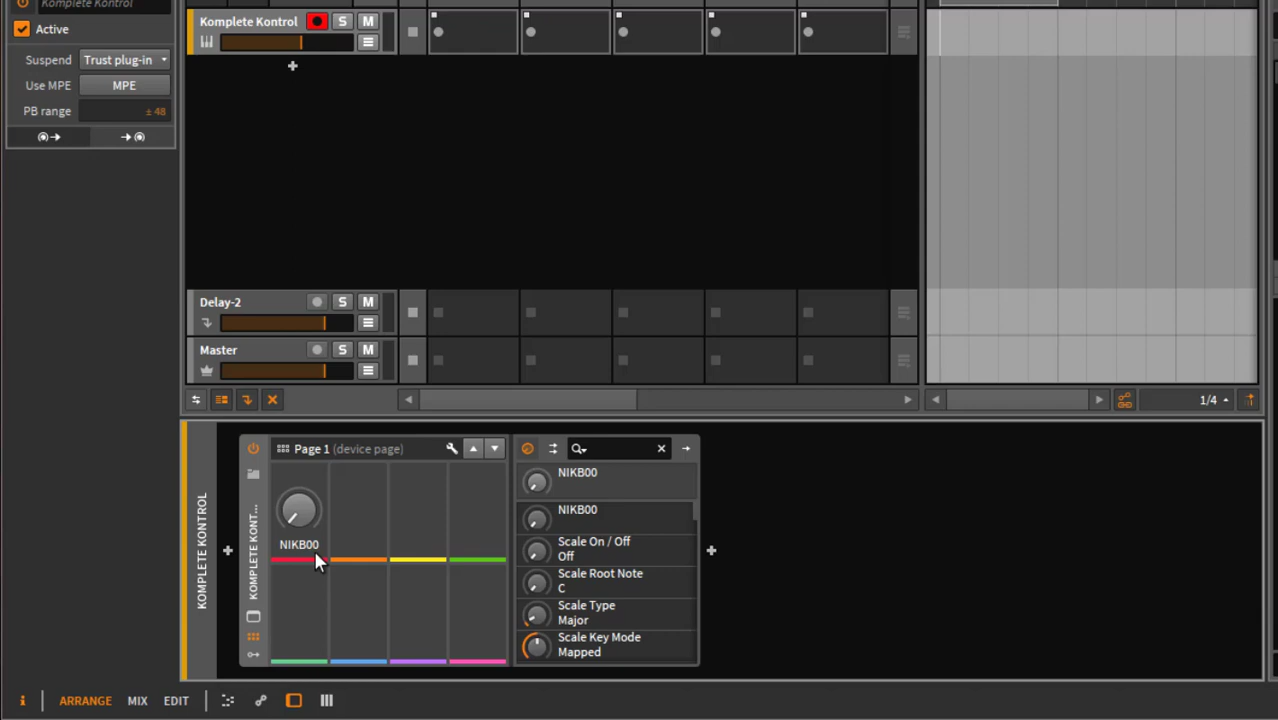 Komplete Kontrol
Active
Suspend Trust plug-in
Use MPE MPE
PB range ± 48
Komplete Kontrol S M
Delay-2 S M
Master S M
1/4
KOMPLETE KONTROL
KOMPLETE KONT...
Page 1 (device page)
NIKB00
NIKB00
NIKB00
Scale On / Off
Off
Scale Root Note
C
Scale Type
Major
Scale Key Mode
Mapped
i ARRANGE MIX EDIT